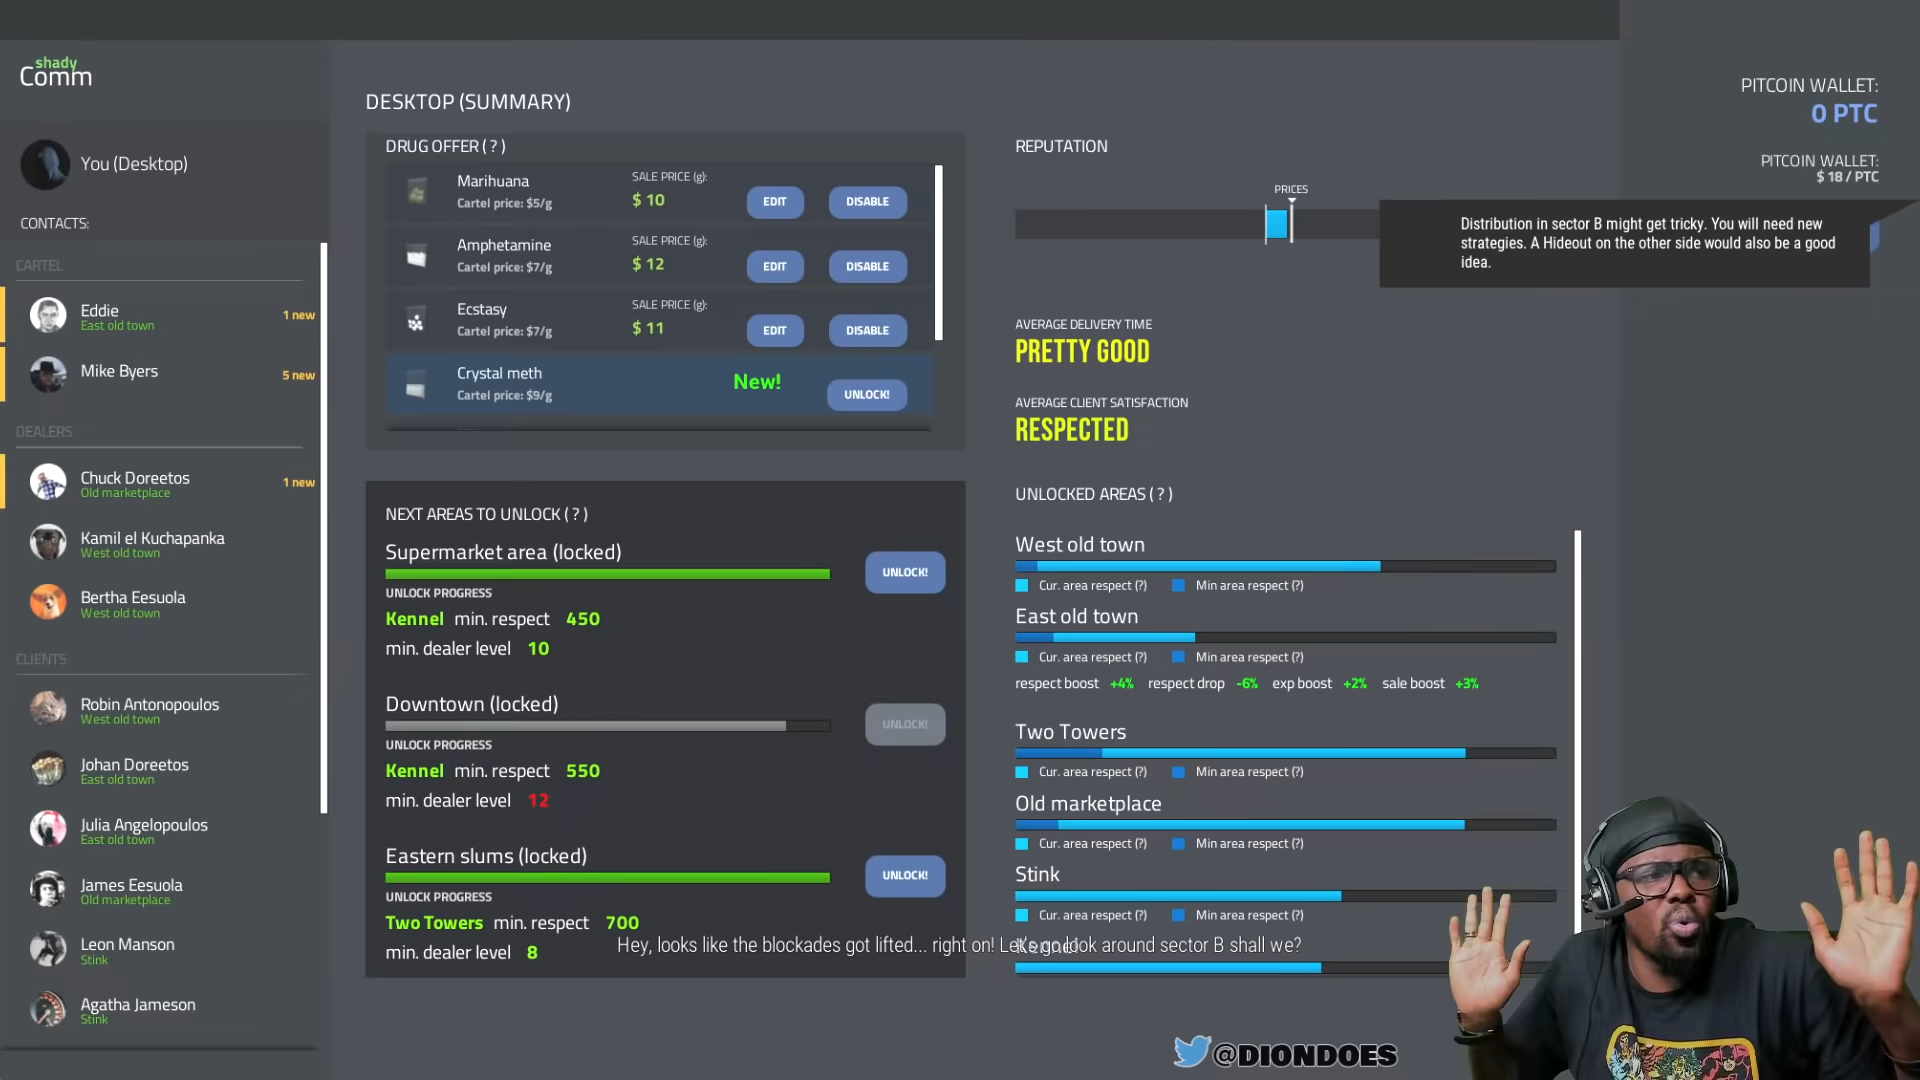 shady
Comm
You (Desktop)
CONTACTS:
CARTEL
Eddie
East old town
1 new
Mike Byers
5 new
DEALERS
Chuck Doreetos
Old marketplace
1 new
Kamil el Kuchapanka
West old town
Bertha Eesuola
West old town
CLIENTS
Robin Antonopoulos
West old town
Johan Doreetos
East old town
Julia Angelopoulos
East old town
James Eesuola
Old marketplace
Leon Manson
Stink
Agatha Jameson
Stink
DESKTOP (SUMMARY)
DRUG OFFER ( ? )
Marihuana
Cartel price: $5/g
SALE PRICE (g):
$ 10
EDIT
DISABLE
Amphetamine
Cartel price: $7/g
SALE PRICE (g):
$ 12
EDIT
DISABLE
Ecstasy
Cartel price: $7/g
SALE PRICE (g):
$ 11
EDIT
DISABLE
Crystal meth
Cartel price: $9/g
New!
UNLOCK!
NEXT AREAS TO UNLOCK ( ? )
Supermarket area (locked)
UNLOCK!
UNLOCK PROGRESS
Kennel min. respect 450
min. dealer level 10
Downtown (locked)
UNLOCK!
UNLOCK PROGRESS
Kennel min. respect 550
min. dealer level 12
Eastern slums (locked)
UNLOCK!
UNLOCK PROGRESS
Two Towers min. respect 700
min. dealer level 8
REPUTATION
PRICES
AVERAGE DELIVERY TIME
PRETTY GOOD
AVERAGE CLIENT SATISFACTION
RESPECTED
UNLOCKED AREAS ( ? )
West old town
Cur. area respect (?) Min area respect (?)
East old town
Cur. area respect (?) Min area respect (?)
respect boost +4% respect drop -6% exp boost +2% sale boost +3%
Two Towers
Cur. area respect (?) Min area respect (?)
Old marketplace
Cur. area respect (?) Min area respect (?)
Stink
Cur. area respect (?) Min area respect (?)
Kennel
Hey, looks like the blockades got lifted... right on! Let's go look around sector B shall we?
PITCOIN WALLET:
0 PTC
PITCOIN WALLET:
$ 18 / PTC
Distribution in sector B might get tricky. You will need new
strategies. A Hideout on the other side would also be a good
idea.
@DIONDOES